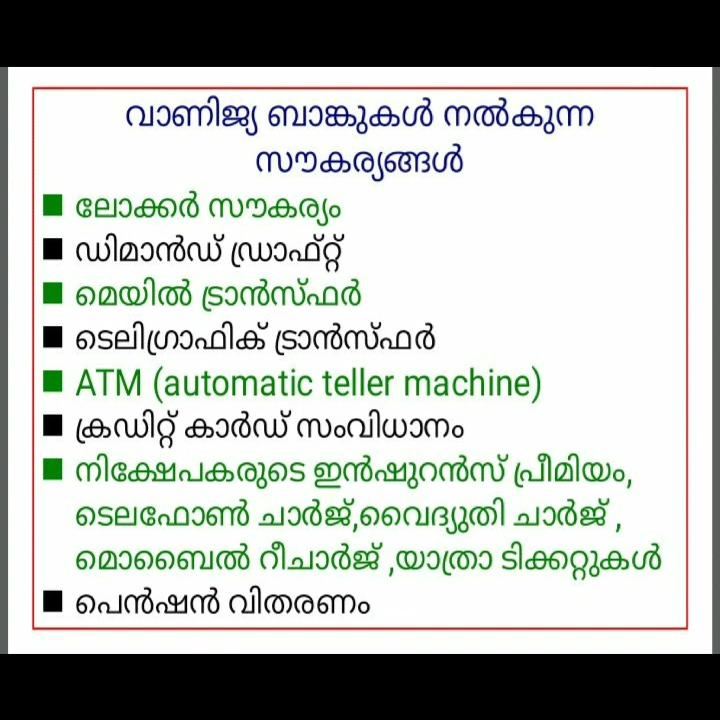 വാണിജ്യ ബാങ്കുകൾ നൽകുന്ന
സൗകര്യങ്ങൾ
■ ലോക്കർ സൗകര്യം
■ ഡിമാൻഡ് ഡ്രാഫ്റ്റ്
■ മെയിൽ ട്രാൻസ്ഫർ
■ ടെലിഗ്രാഫിക് ട്രാൻസ്ഫർ
■ ATM (automatic teller machine)
■ ക്രഡിറ്റ് കാർഡ് സംവിധാനം
■ നിക്ഷേപകരുടെ ഇൻഷുറൻസ് പ്രീമിയം,
ടെലഫോൺ ചാർജ്,വൈദ്യുതി ചാർജ് ,
മൊബൈൽ റീചാർജ് ,യാത്രാ ടിക്കറ്റുകൾ
■ പെൻഷൻ വിതരണം